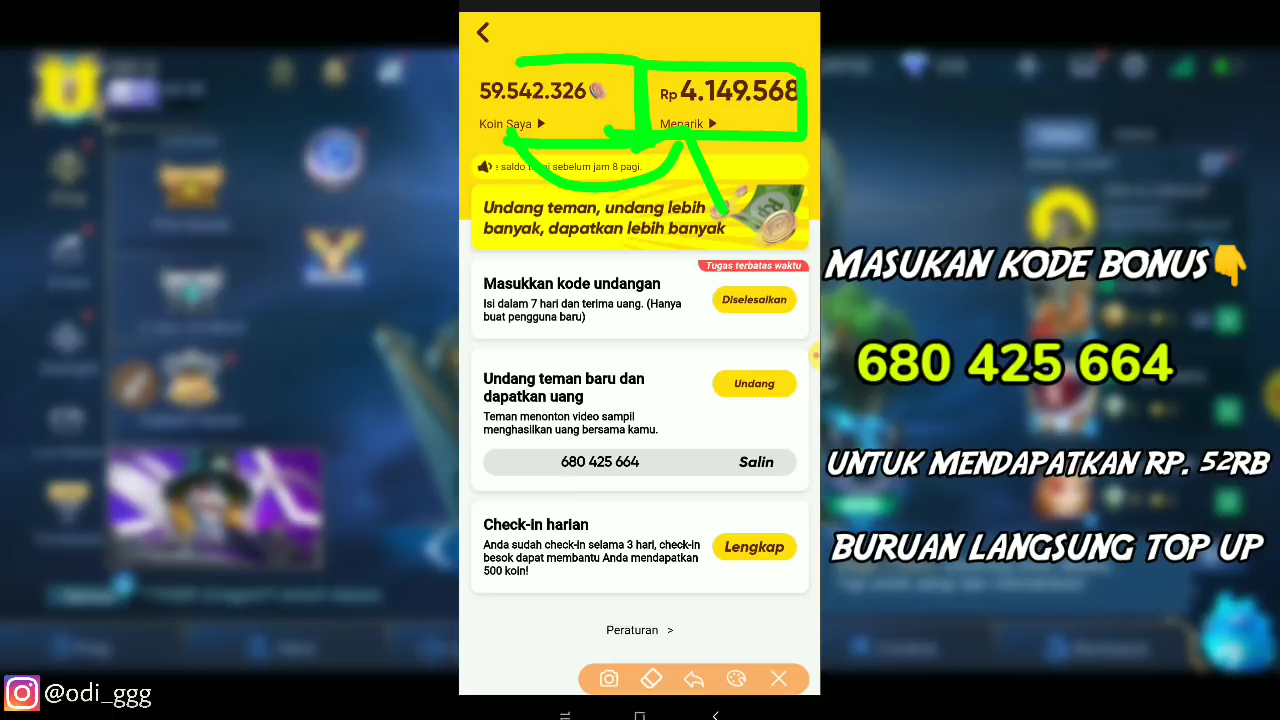 59.542.326
Rp 4.149.568
Koin Saya
Menarik
sebelum jam 8 pagi.
Undang teman, undang lebih
banyak, dapatkan lebih banyak
Tugas terbatas waktu
Masukkan kode undangan
Isi dalam 7 hari dan terima uang. (Hanya
buat pengguna baru)
Diselesaikan
Undang teman baru dan
dapatkan uang
Undang
Teman menonton video sampil
menghasilkan uang bersama kamu.
680 425 664
Salin
Check-in harian
Anda sudah check-in selama 3 hari, check-in
besok dapat membantu Anda mendapatkan
500 koin!
Lengkap
Peraturan >
MASUKAN KODE BONUS👇
680 425 664
UNTUK MENDAPATKAN RP. 52RB
BURUAN LANGSUNG TOP UP
@odi_ggg